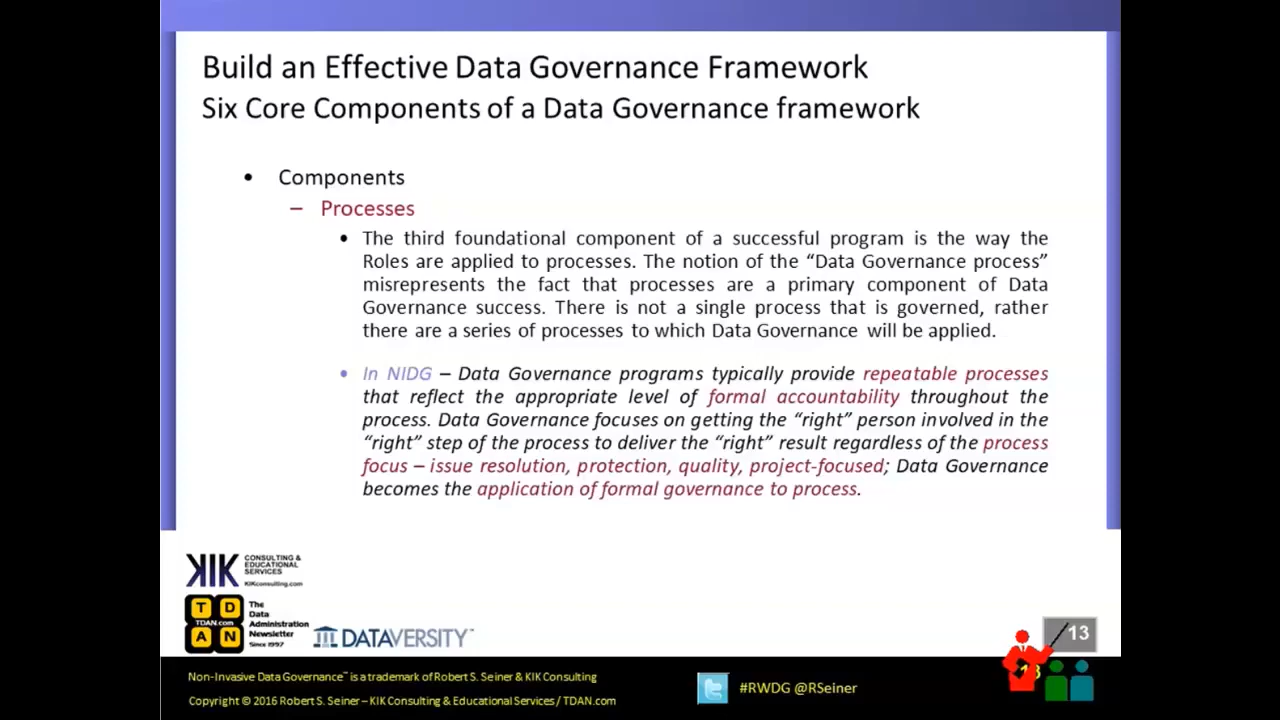 Build an Effective Data Governance Framework
Six Core Components of a Data Governance framework
• Components
– Processes
• The third foundational component of a successful program is the way the
Roles are applied to processes. The notion of the “Data Governance process”
misrepresents the fact that processes are a primary component of Data
Governance success. There is not a single process that is governed, rather
there are a series of processes to which Data Governance will be applied.
• In NIDG – Data Governance programs typically provide repeatable processes
that reflect the appropriate level of formal accountability throughout the
process. Data Governance focuses on getting the “right” person involved in the
“right” step of the process to deliver the “right” result regardless of the process
focus – issue resolution, protection, quality, project-focused; Data Governance
becomes the application of formal governance to process.
KIK
CONSULTING &
EDUCATIONAL
SERVICES
KIKconsulting.com
T D
TDAN.com
A N
The
Data
Administration
Newsletter
Since 1997
DATAVERSITY™
13
Non-Invasive Data Governance™ is a trademark of Robert S. Seiner & KIK Consulting
Copyright © 2016 Robert S. Seiner – KIK Consulting & Educational Services / TDAN.com
#RWDG @RSeiner